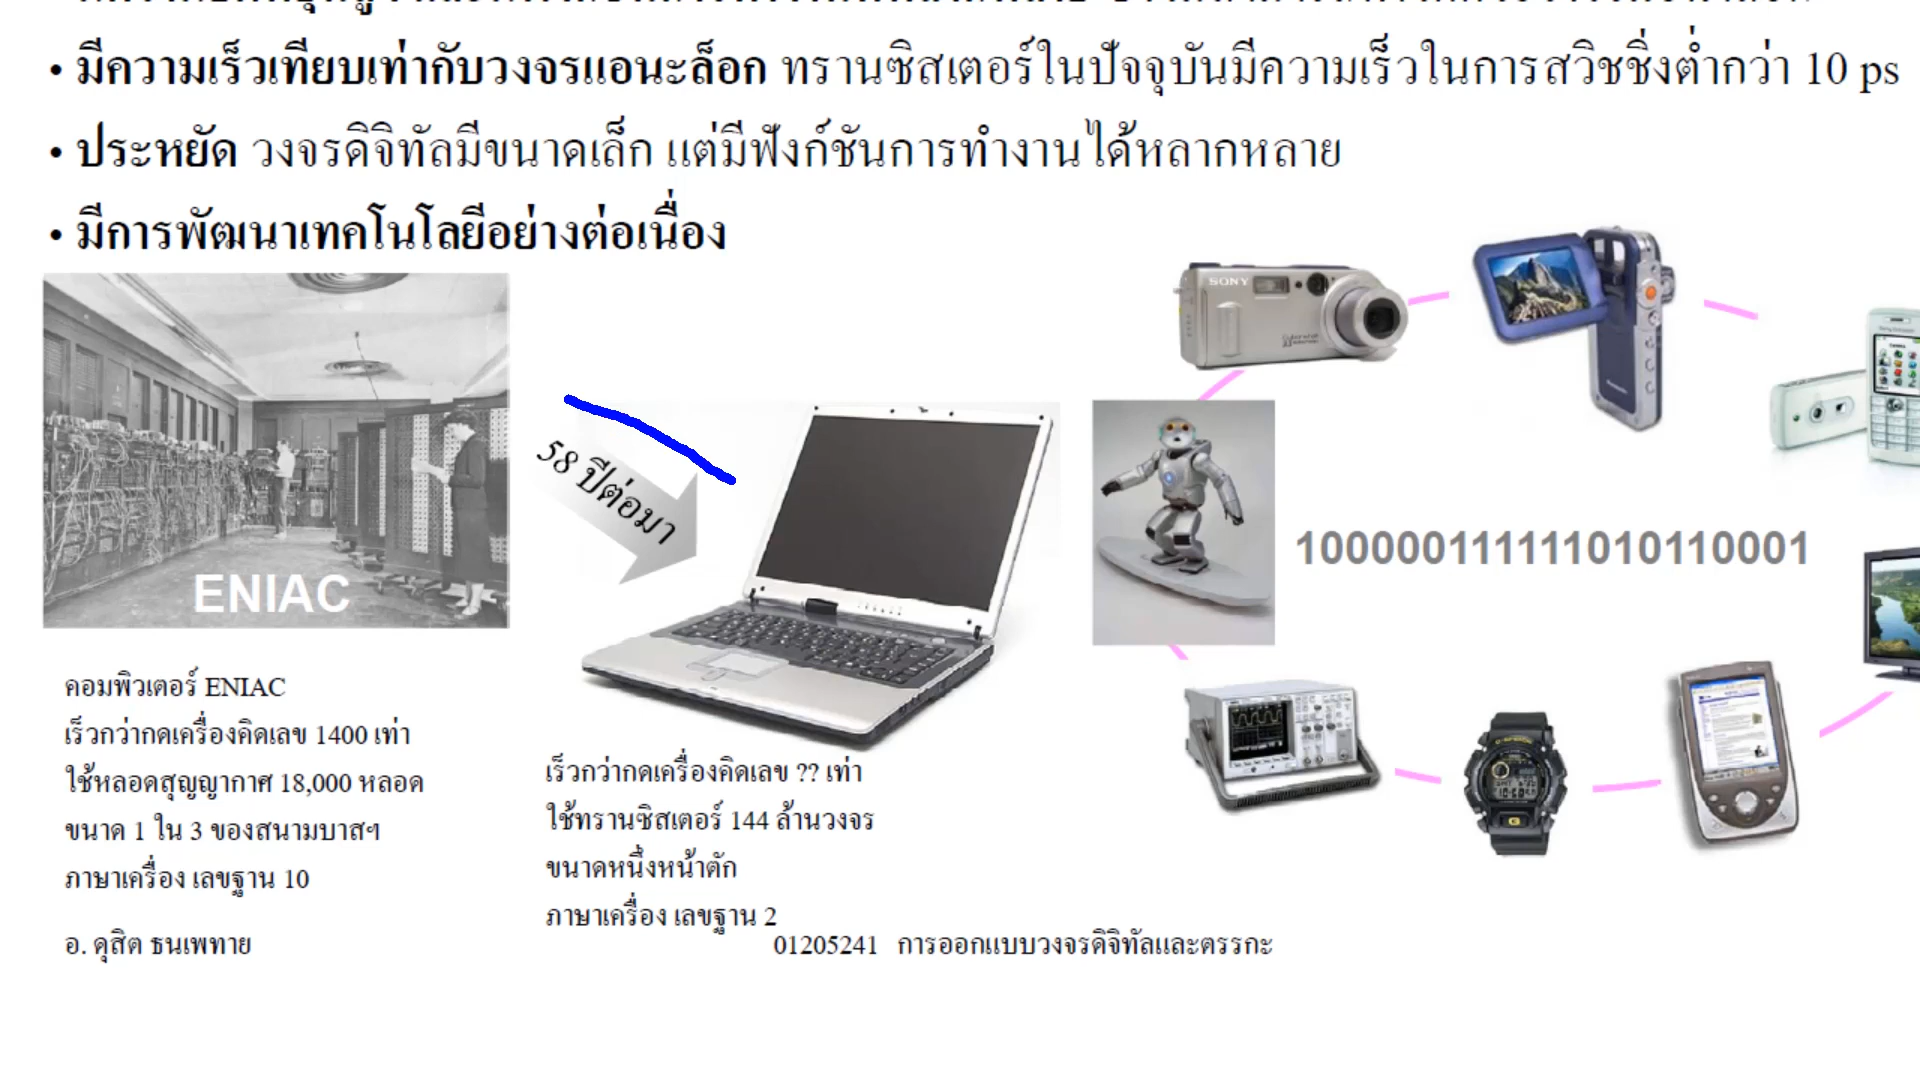 • มีความเร็วเทียบเท่ากับวงจรแอนะล็อก ทรานซิสเตอร์ในปัจจุบันมีความเร็วในการสวิชชิ่งต่ำกว่า 10 ps
• ประหยัด วงจรดิจิทัลมีขนาดเล็ก แต่มีฟังก์ชันการทำงานได้หลากหลาย
• มีการพัฒนาเทคโนโลยีอย่างต่อเนื่อง
SONY
58 ปีต่อมา
100000111111010110001
ENIAC
คอมพิวเตอร์ ENIAC
เร็วกว่ากดเครื่องคิดเลข 1400 เท่า
ใช้หลอดสุญญากาศ 18,000 หลอด
ขนาด 1 ใน 3 ของสนามบาสฯ
ภาษาเครื่อง เลขฐาน 10
เร็วกว่ากดเครื่องคิดเลข ?? เท่า
ใช้ทรานซิสเตอร์ 144 ล้านวงจร
ขนาดหนึ่งหน้าตัก
ภาษาเครื่อง เลขฐาน 2
อ. ดุสิต ธนเพทาย
01205241 การออกแบบวงจรดิจิทัลและตรรกะ